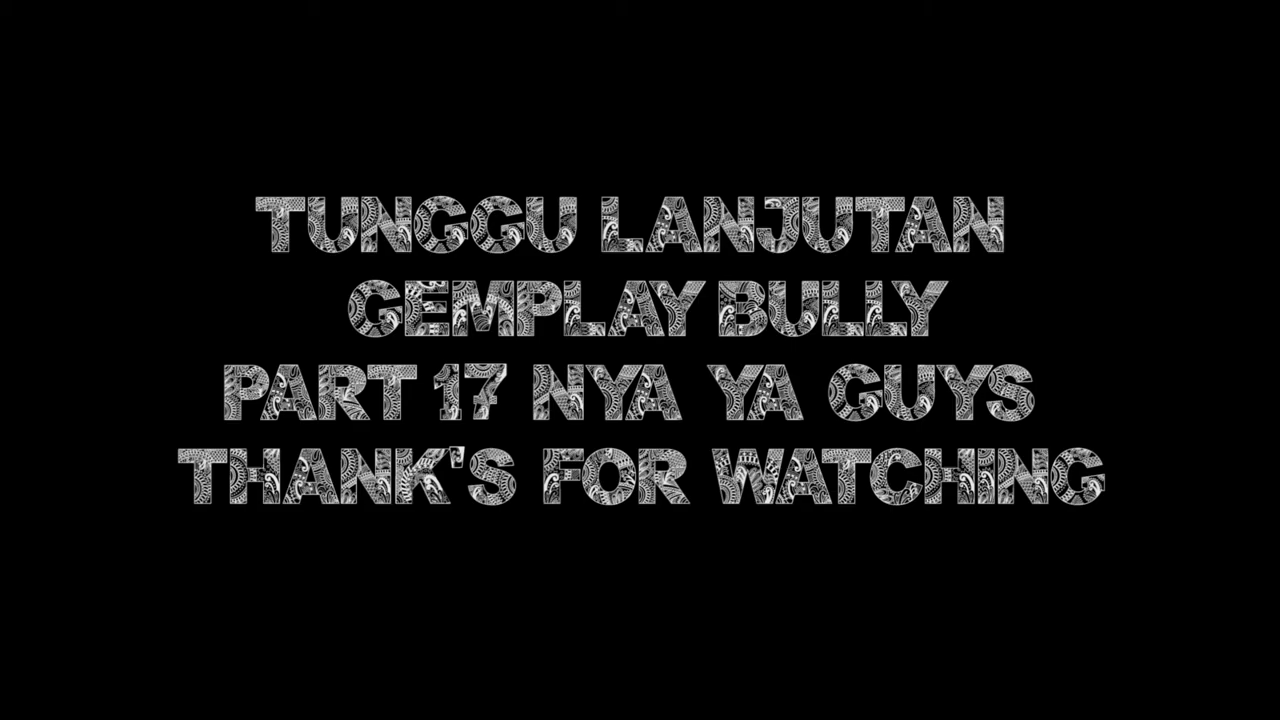 TUNGGU LANJUTAN
GEMPLAY BULLY
PART 17 NYA YA GUYS
THANK'S FOR WATCHING